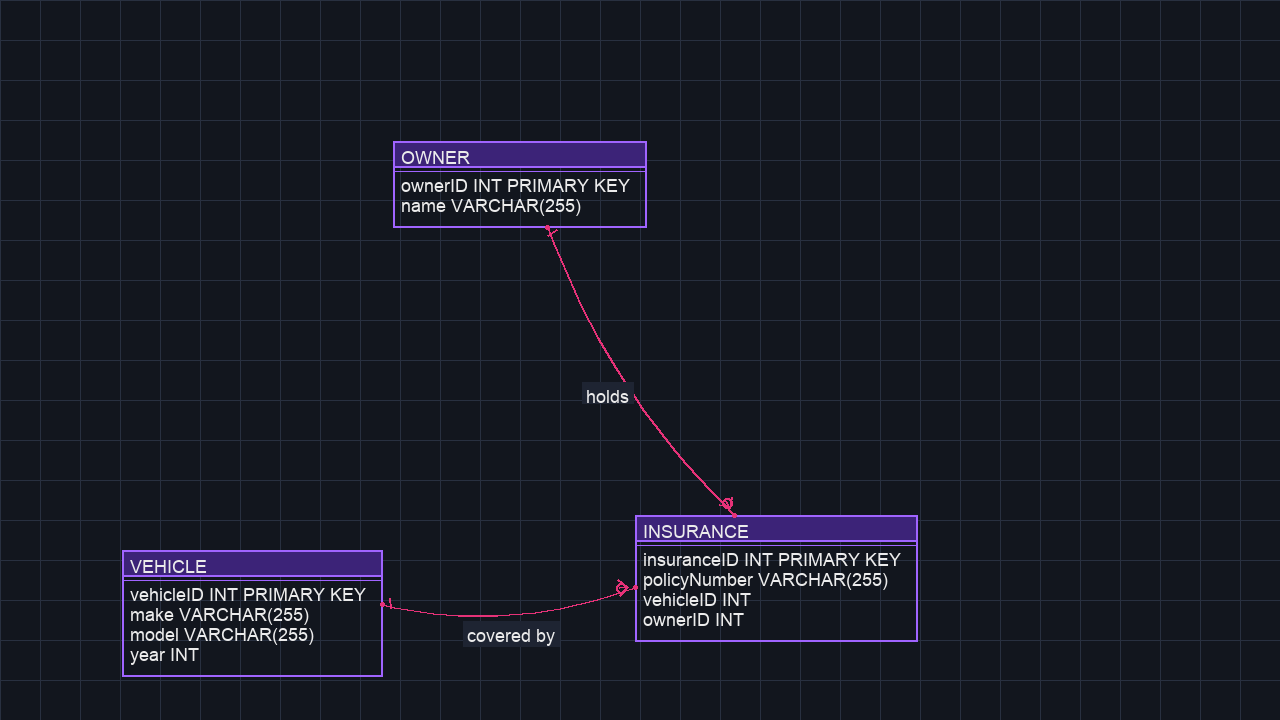 OWNER
ownerID INT PRIMARY KEY
name VARCHAR(255)
holds
INSURANCE
insuranceID INT PRIMARY KEY
policyNumber VARCHAR(255)
vehicleID INT
ownerID INT
VEHICLE
vehicleID INT PRIMARY KEY
make VARCHAR(255)
model VARCHAR(255)
year INT
covered by